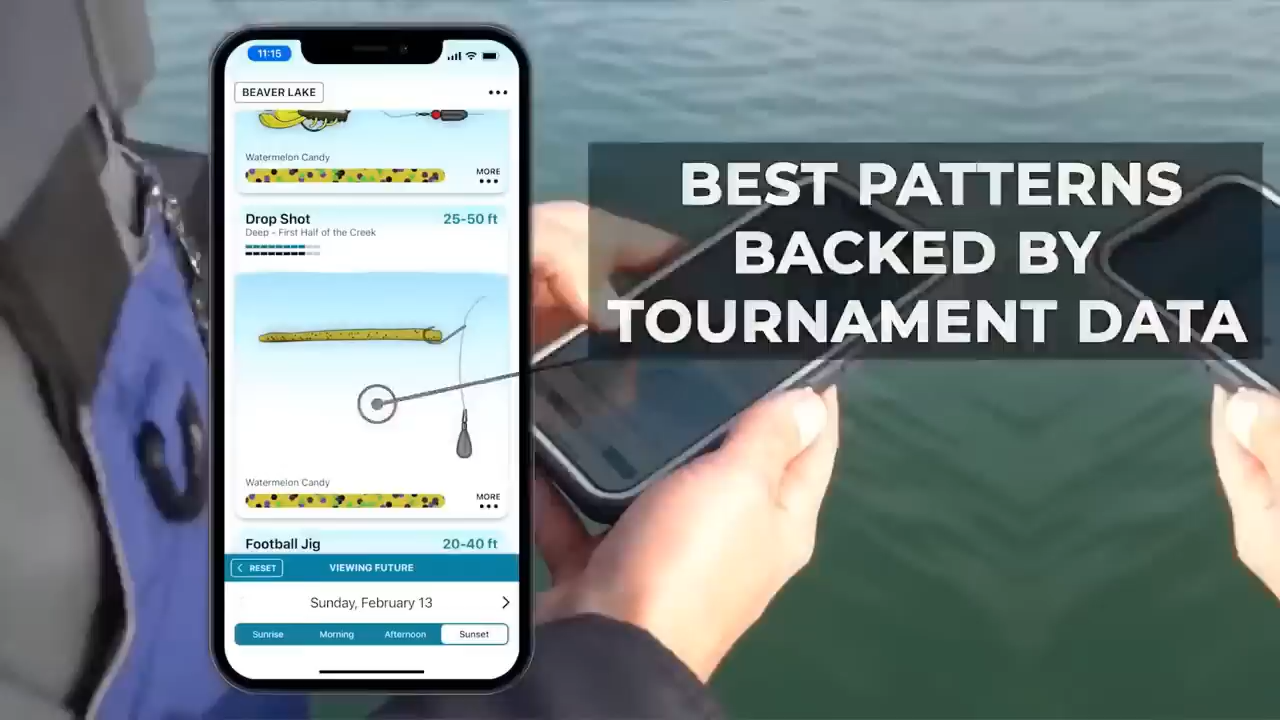 11:15
BEAVER LAKE
Watermelon Candy
MORE
Drop Shot
25-50 ft
Deep - First Half of the Creek
Watermelon Candy
MORE
Football Jig
20-40 ft
RESET
VIEWING FUTURE
Sunday, February 13
Sunrise
Morning
Afternoon
Sunset
BEST PATTERNS
BACKED BY
TOURNAMENT DATA